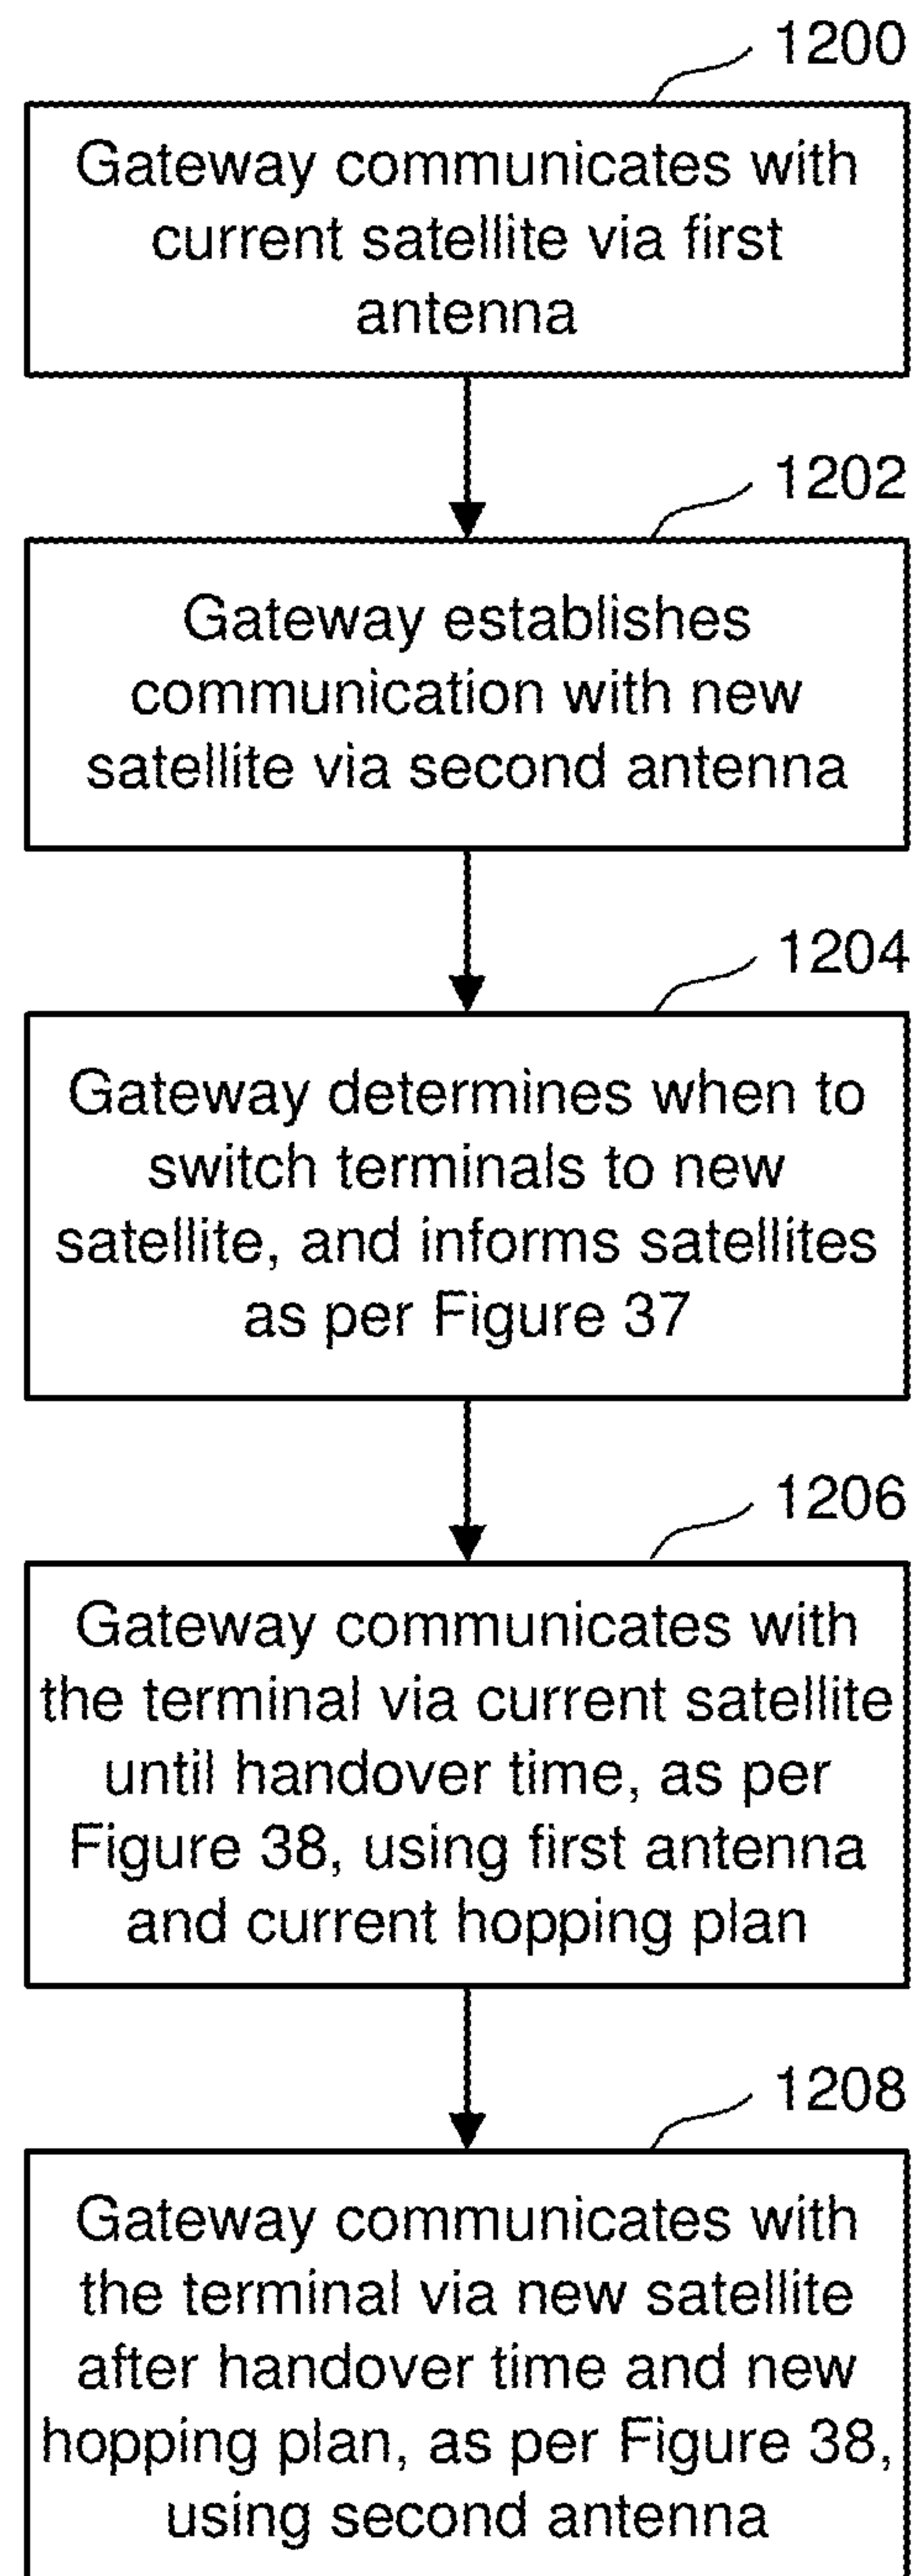 1200
Gateway communicates with
current satellite via first
antenna
1202
Gateway establishes
communication with new
satellite via second antenna
1204
Gateway determines when to
switch terminals to new
satellite, and informs satellites
as per Figure 37
1206
Gateway communicates with
the terminal via current satellite
until handover time, as per
Figure 38, using first antenna
and current hopping plan
1208
Gateway communicates with
the terminal via new satellite
after handover time and new
hopping plan, as per Figure 38,
using second antenna